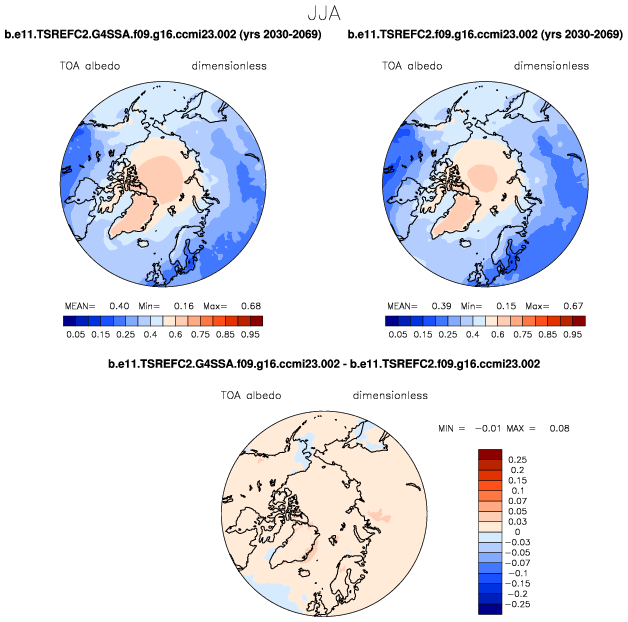 JJA
b.e11.TSREFC2.G4SSA.f09.g16.ccmi23.002 (yrs 2030-2069)
b.e11.TSREFC2.f09.g16.ccmi23.002 (yrs 2030-2069)
TOA albedo dimensionless
TOA albedo dimensionless
MEAN= 0.40 Min= 0.16 Max= 0.68
MEAN= 0.39 Min= 0.15 Max= 0.67
0.05 0.15 0.25 0.4 0.6 0.75 0.85 0.95
0.05 0.15 0.25 0.4 0.6 0.75 0.85 0.95
b.e11.TSREFC2.G4SSA.f09.g16.ccmi23.002 - b.e11.TSREFC2.f09.g16.ccmi23.002
TOA albedo dimensionless
MIN = -0.01 MAX = 0.08
0.25
0.2
0.15
0.1
0.07
0.05
0.03
0
-0.03
-0.05
-0.07
-0.1
-0.15
-0.2
-0.25